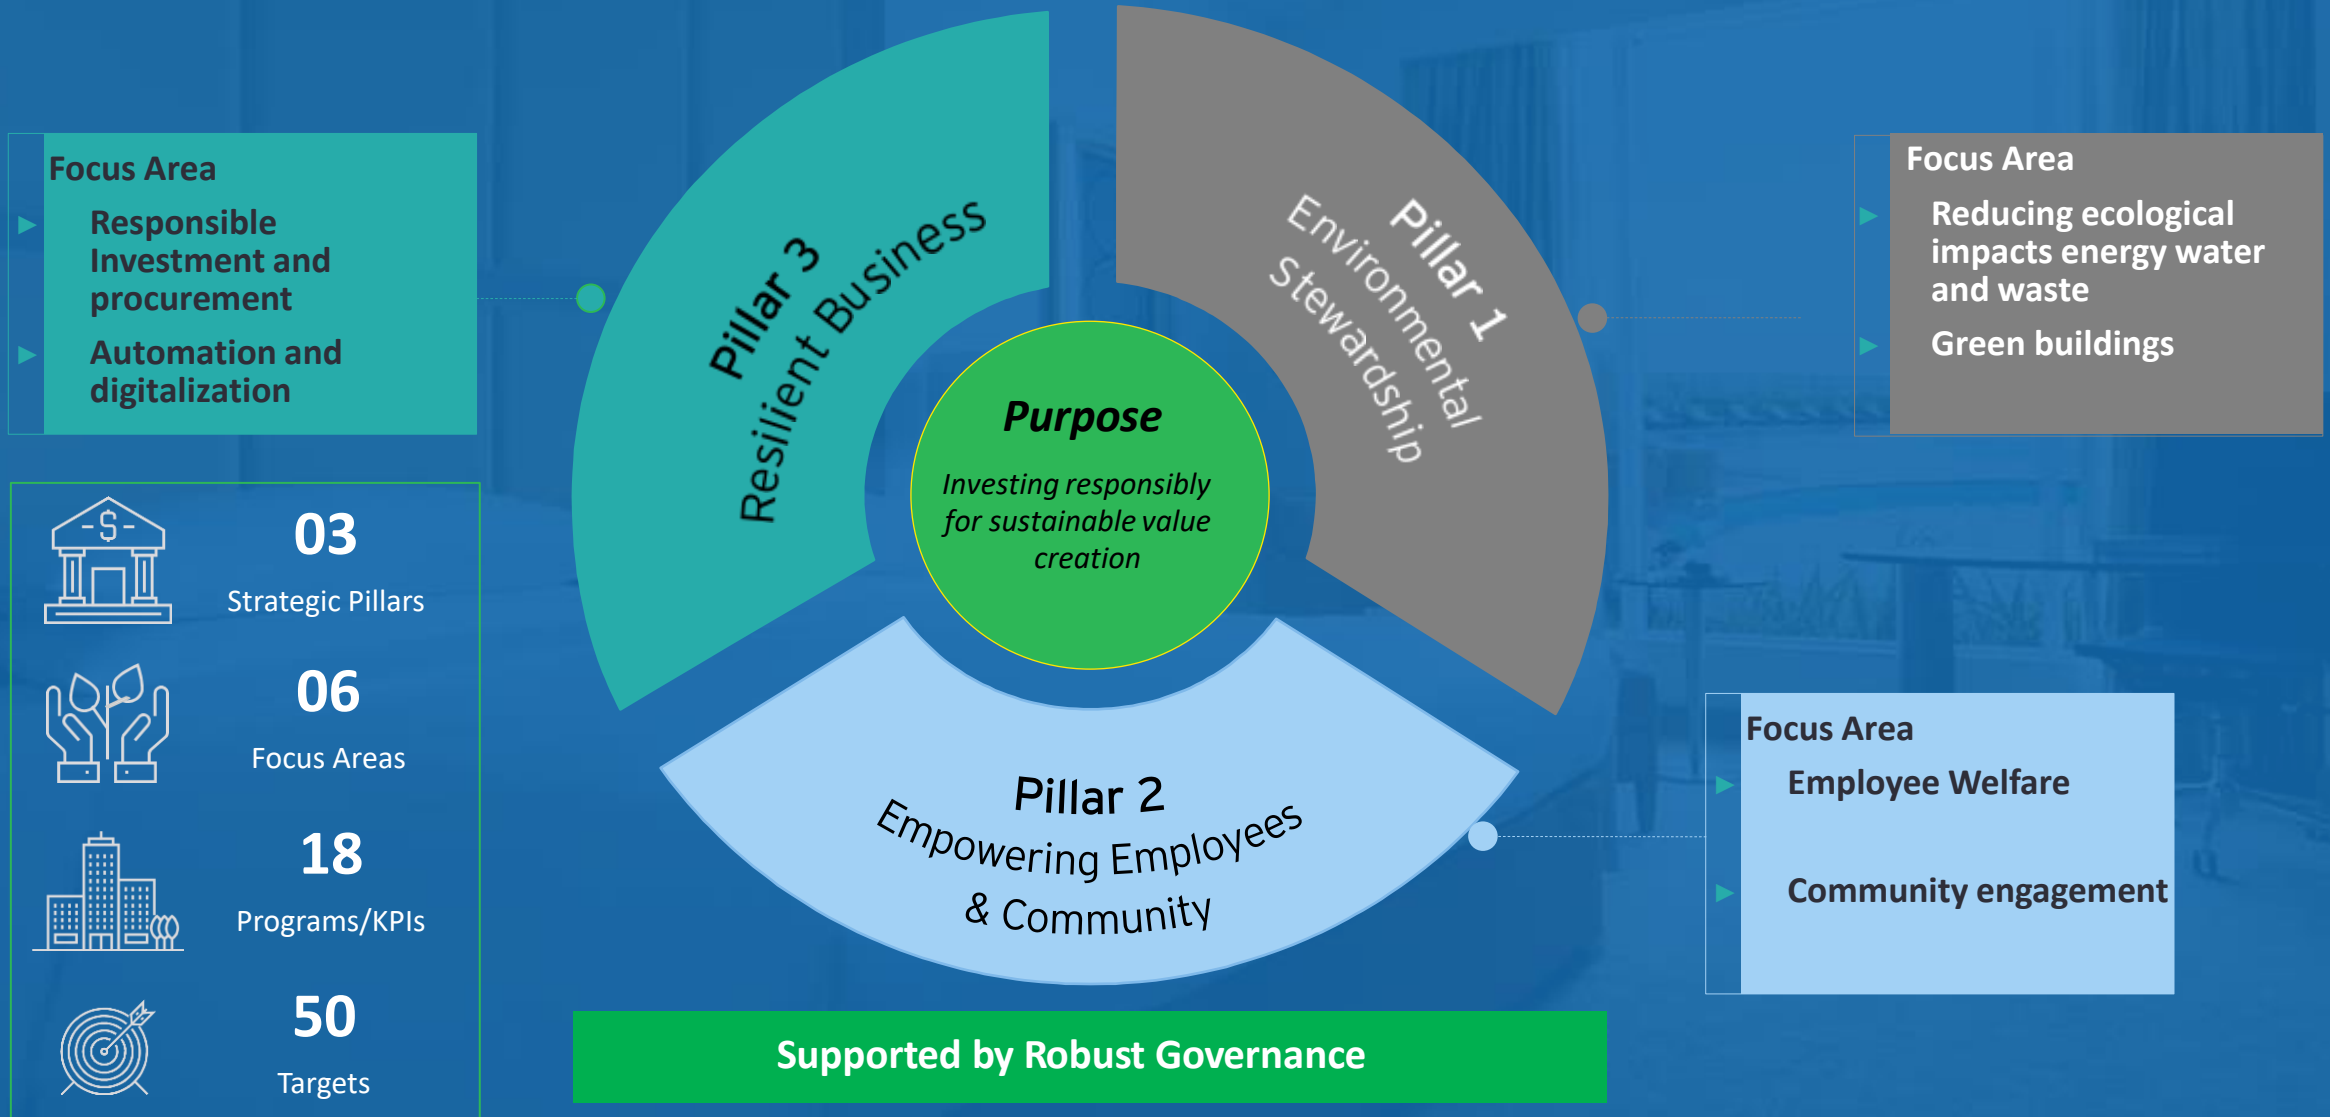 Focus Area
Responsible
Investment and
procurement
Automation and
digitalization
03
Strategic Pillars
06
Focus Areas
18
Programs/KPIs
50
Targets
Pillar 3
Resilient Business
Purpose
Investing responsibly
for sustainable value
creation
Pillar 1
Environmental
Stewardship
Pillar 2
Empowering Employees
& Community
Supported by Robust Governance
Focus Area
Reducing ecological
impacts energy water
and waste
Green buildings
Focus Area
Employee Welfare
Community engagement